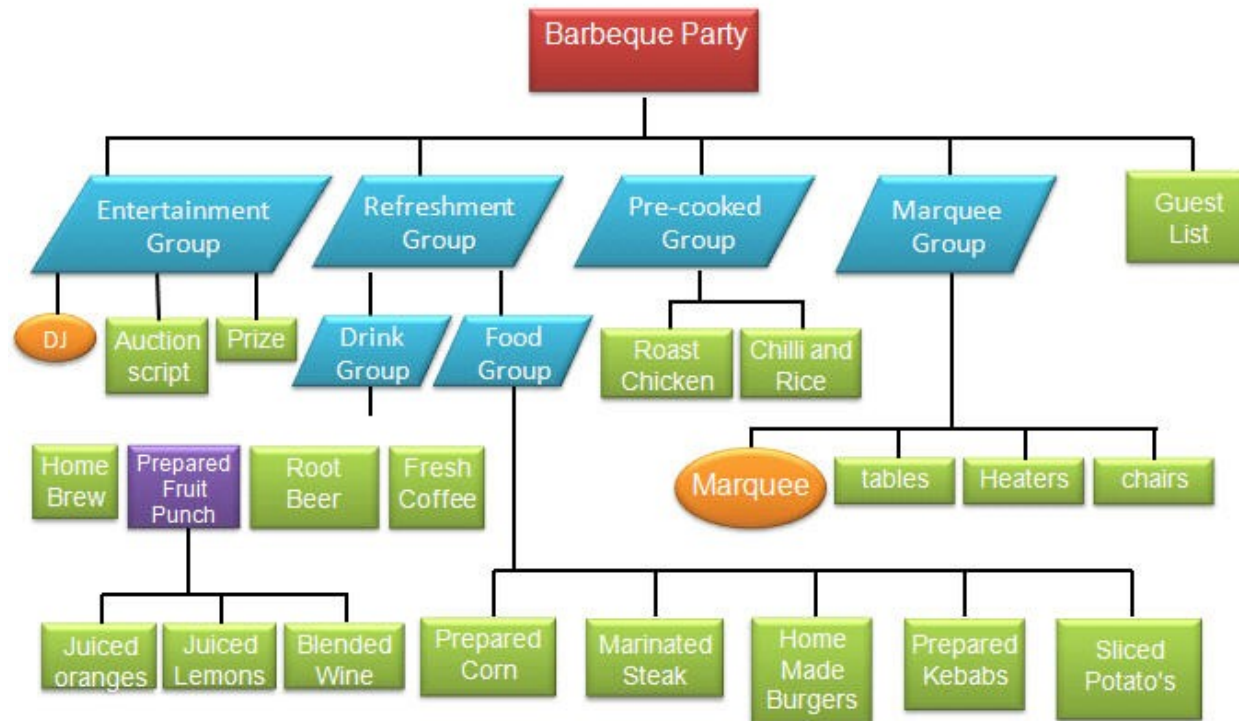 Barbeque Party
Entertainment
Group
Refreshment
Group
Pre-cooked
Group
Marquee
Group
Guest
List
DJ
Auction
script
Prize
Drink
Group
Food
Group
Roast
Chicken
Chilli and
Rice
Home
Brew
Prepared
Fruit
Punch
Root
Beer
Fresh
Coffee
Marquee
tables
Heaters
chairs
Juiced
oranges
Juiced
Lemons
Blended
Wine
Prepared
Corn
Marinated
Steak
Home
Made
Burgers
Prepared
Kebabs
Sliced
Potato's